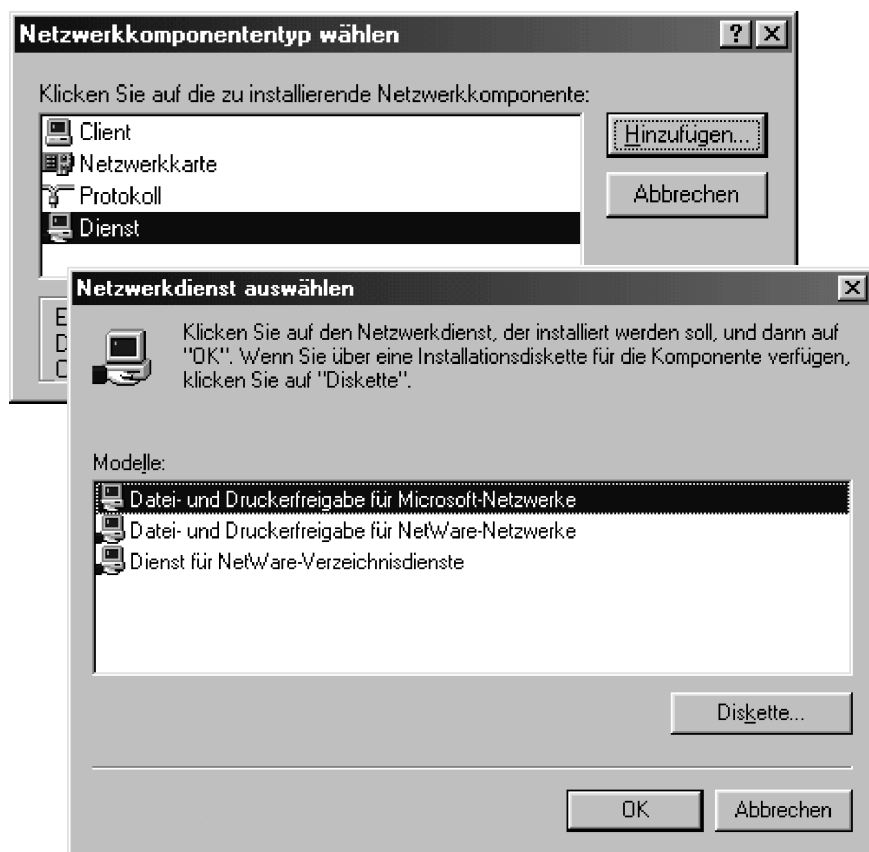 Netzwerkkomponententyp wählen
Klicken Sie auf die zu installierende Netzwerkkomponente:
Client
Netzwerkkarte
Protokoll
Dienst
Hinzufügen...
Abbrechen
Netzwerkdienst auswählen
Klicken Sie auf den Netzwerkdienst, der installiert werden soll, und dann auf
"OK". Wenn Sie über eine Installationsdiskette für die Komponente verfügen,
klicken Sie auf "Diskette".
Modelle:
Datei- und Druckerfreigabe für Microsoft-Netzwerke
Datei- und Druckerfreigabe für NetWare-Netzwerke
Dienst für NetWare-Verzeichnisdienste
Diskette...
OK
Abbrechen